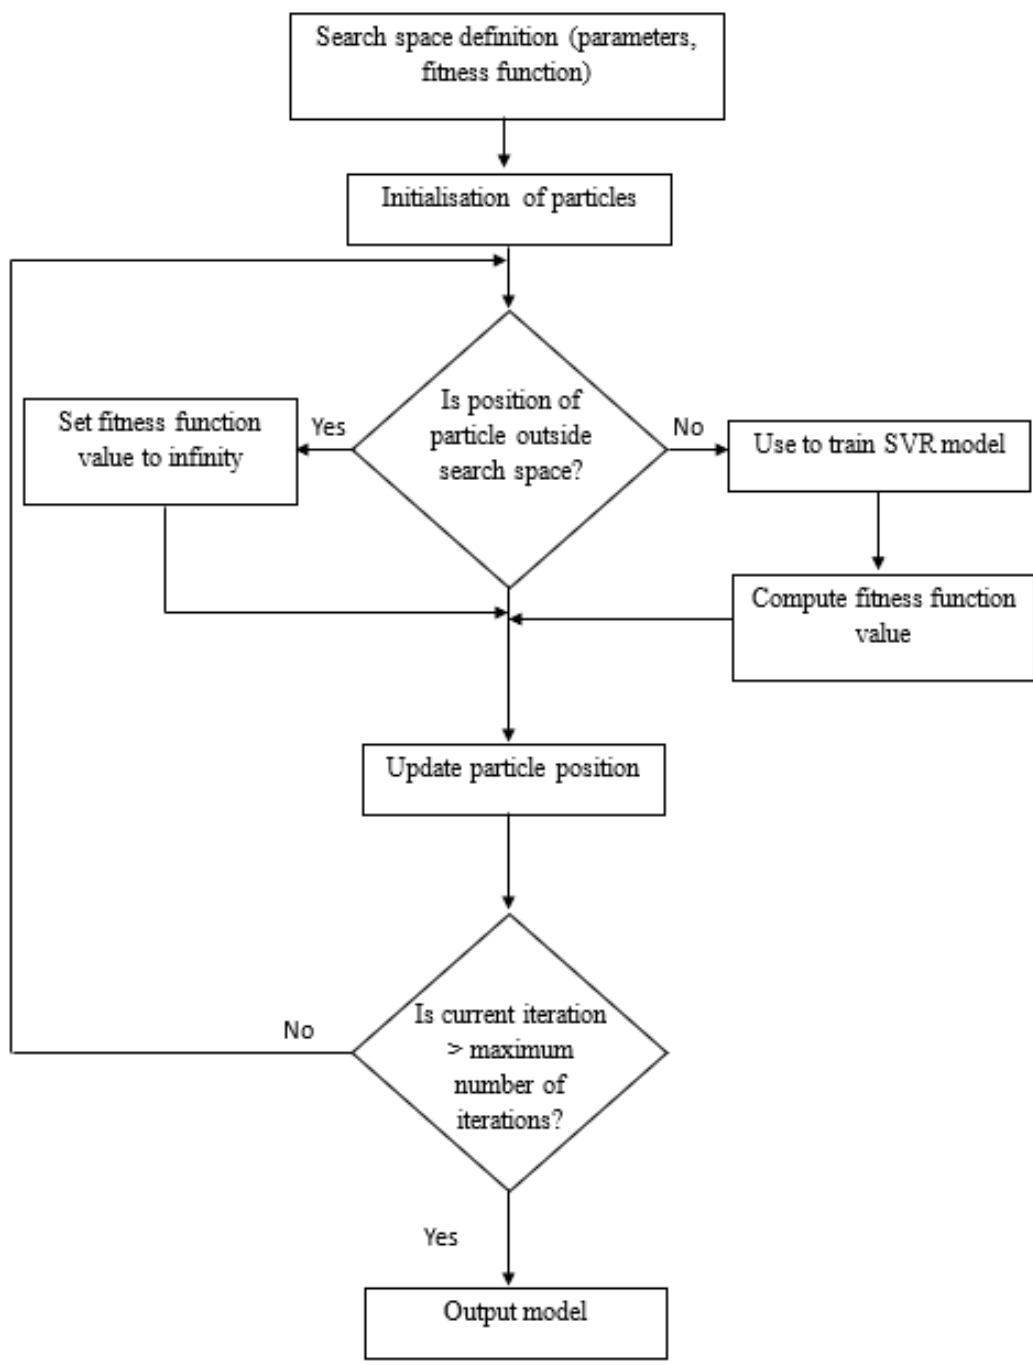 Search space definition (parameters,
fitness function)
Initialisation of particles
Is position of
particle outside
search space?
Yes
No
Set fitness function
value to infinity
Use to train SVR model
Compute fitness function
value
Update particle position
Is current iteration
> maximum
number of
iterations?
No
Yes
Output model